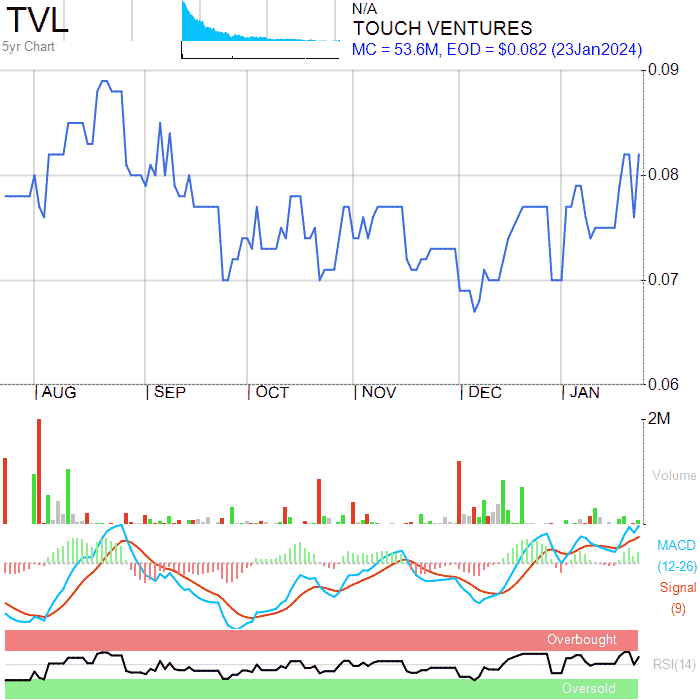 TVL
5yr Chart
N/A
TOUCH VENTURES
MC = 53.6M, EOD = $0.082 (23Jan2024)
0.09
0.08
0.07
0.06
AUG SEP OCT NOV DEC JAN
2M
Volume
MACD
(12-26)
Signal
(9)
Overbought
RSI(14)
Oversold